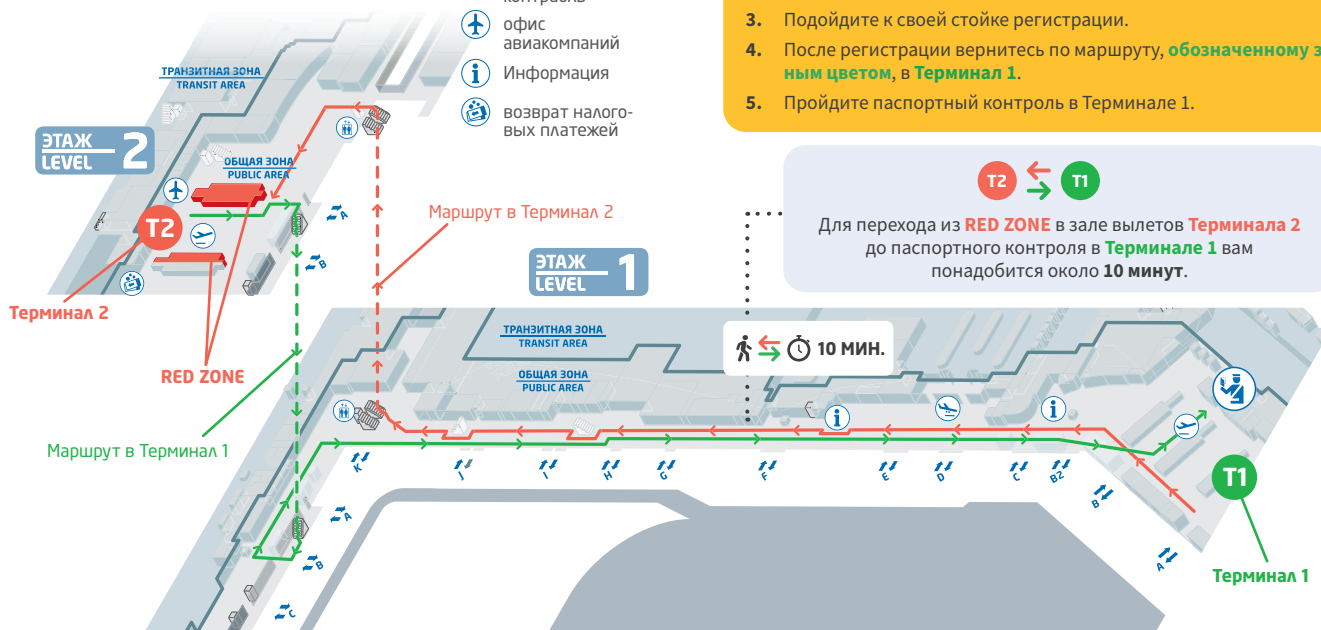 офис
авиакомпаний
Информация
возврат налого-
вых платежей
3. Подойдите к своей стойке регистрации.
4. После регистрации вернитесь по маршруту, обозначенному з
ным цветом, в Терминал 1.
5. Пройдите паспортный контроль в Терминале 1.
T2 T1
Для перехода из RED ZONE в зале вылетов Терминала 2
до паспортного контроля в Терминале 1 вам
понадобится около 10 минут.
ТРАНЗИТНАЯ ЗОНА
TRANSIT AREA
ЭТАЖ
LEVEL 2
ОБЩАЯ ЗОНА
PUBLIC AREA
T2
A
B
Маршрут в Терминал 2
Терминал 2
RED ZONE
ЭТАЖ
LEVEL 1
ТРАНЗИТНАЯ ЗОНА
TRANSIT AREA
10 МИН.
ОБЩАЯ ЗОНА
PUBLIC AREA
i
i
Маршрут в Терминал 1
K
J
I
H
G
F
E
D
C
B2
B
A
T1
A
B
C
Терминал 1